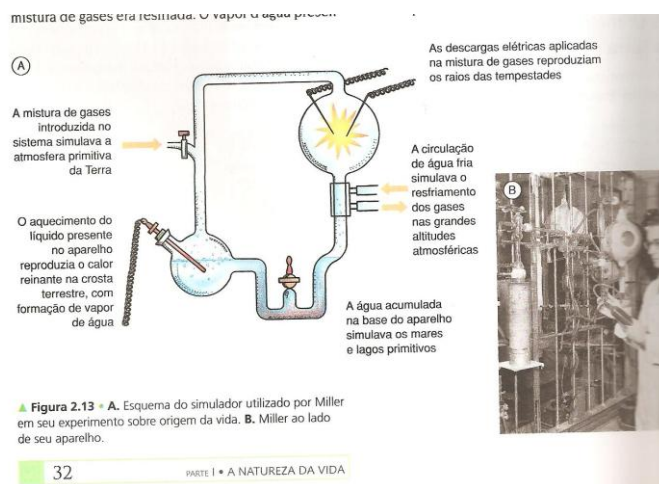 mistura de gases era resfriada. O vapor d'água presen-
A
As descargas elétricas aplicadas
na mistura de gases reproduziam
os raios das tempestades
A mistura de gases
introduzida no
sistema simulava a
atmosfera primitiva
da Terra
A circulação
de água fria
simulava o
resfriamento
dos gases
nas grandes
altitudes
atmosféricas
B
O aquecimento do
líquido presente
no aparelho
reproduzia o calor
reinante na crosta
terrestre, com
formação de vapor
de água
A água acumulada
na base do aparelho
simulava os mares
e lagos primitivos
▲ Figura 2.13 • A. Esquema do simulador utilizado por Miller
em seu experimento sobre origem da vida. B. Miller ao lado
de seu aparelho.
32 PARTE I • A NATUREZA DA VIDA